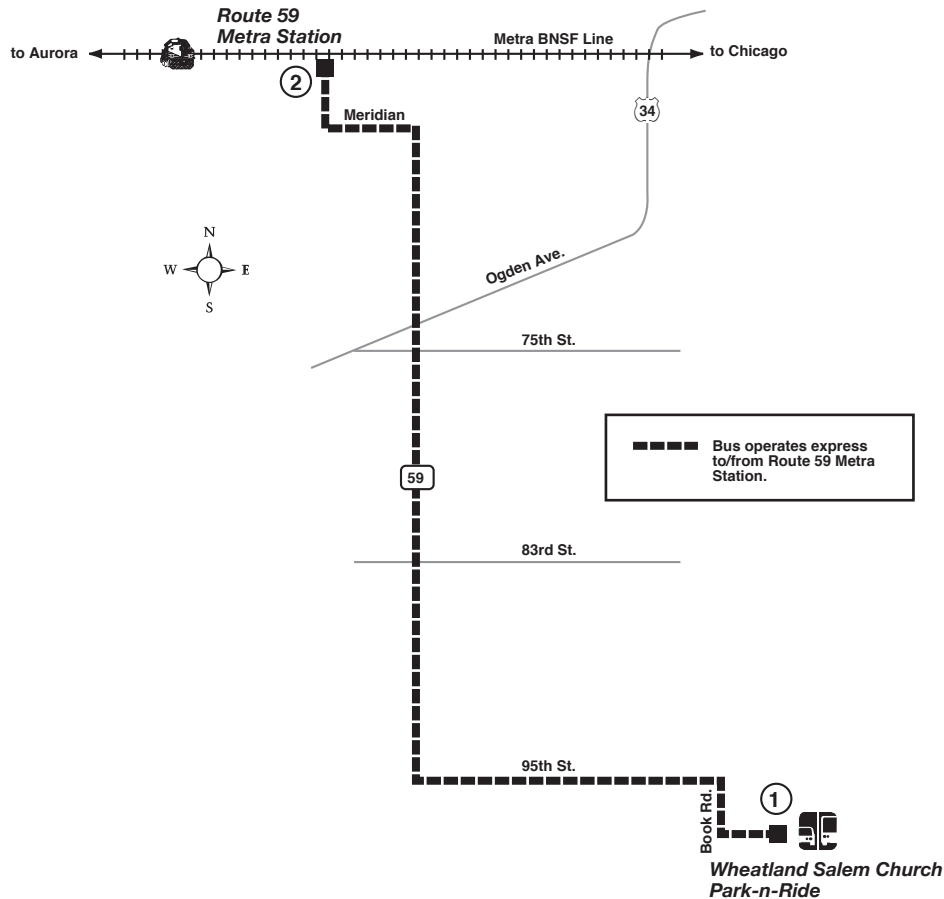 Route 59
Metra Station
to Aurora
Metra BNSF Line
to Chicago
2
Meridian
34
N
W
E
S
Ogden Ave.
75th St.
Bus operates express
to/from Route 59 Metra
Station.
59
83rd St.
95th St.
Book Rd.
1
Wheatland Salem Church
Park-n-Ride